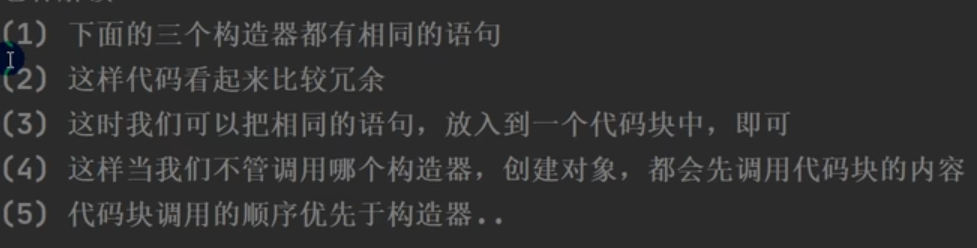 (1) 下面的三个构造器都有相同的语句
(2) 这样代码看起来比较冗余
(3) 这时我们可以把相同的语句，放入到一个代码块中，即可
(4) 这样当我们不管调用哪个构造器，创建对象，都会先调用代码块的内容
(5) 代码块调用的顺序优先于构造器..